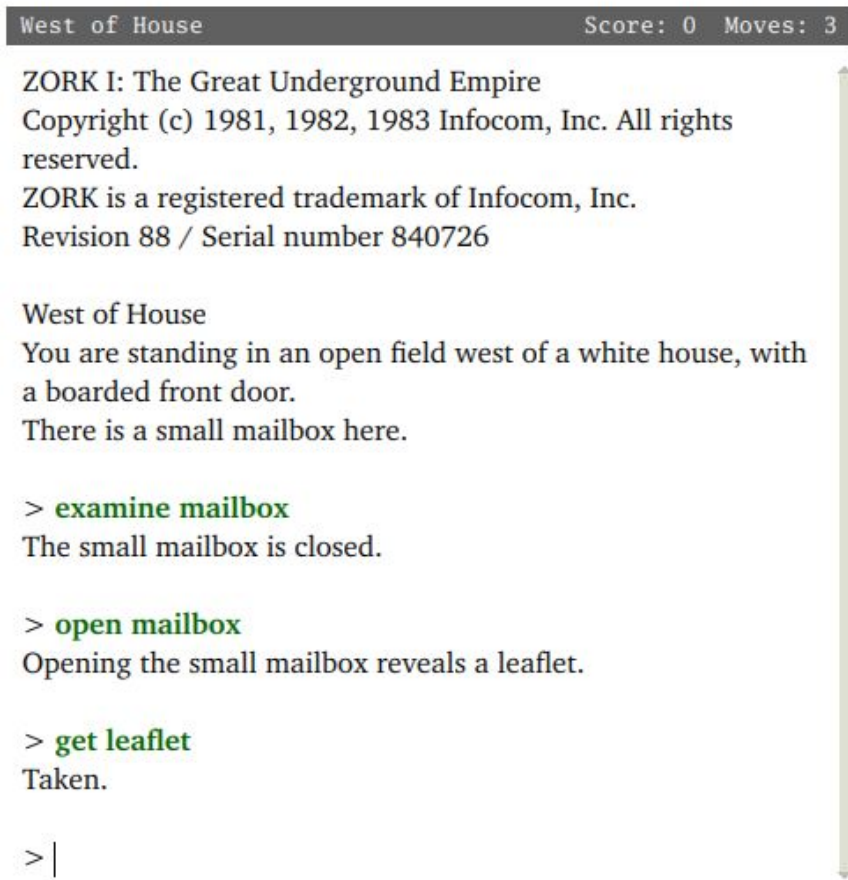 West of House Score: 0 Moves: 3
ZORK I: The Great Underground Empire
Copyright (c) 1981, 1982, 1983 Infocom, Inc. All rights
reserved.
ZORK is a registered trademark of Infocom, Inc.
Revision 88 / Serial number 840726
West of House
You are standing in an open field west of a white house, with
a boarded front door.
There is a small mailbox here.
> examine mailbox
The small mailbox is closed.
> open mailbox
Opening the small mailbox reveals a leaflet.
> get leaflet
Taken.
>